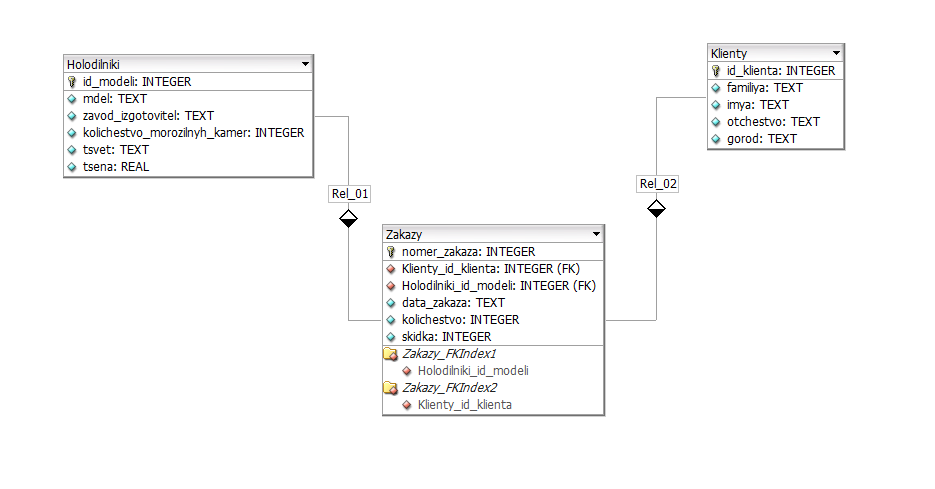 Holodilniki
id_modeli: INTEGER
mdel: TEXT
zavod_izgotovitel: TEXT
kolichestvo_morozilnyh_kamer: INTEGER
tsvet: TEXT
tsena: REAL
Klienty
id_klienta: INTEGER
familiya: TEXT
imya: TEXT
otchestvo: TEXT
gorod: TEXT
Rel_01
Rel_02
Zakazy
nomer_zakaza: INTEGER
Klienty_id_klienta: INTEGER (FK)
Holodilniki_id_modeli: INTEGER (FK)
data_zakaza: TEXT
kolichestvo: INTEGER
skidka: INTEGER
Zakazy_FKIndex1
Holodilniki_id_modeli
Zakazy_FKIndex2
Klienty_id_klienta